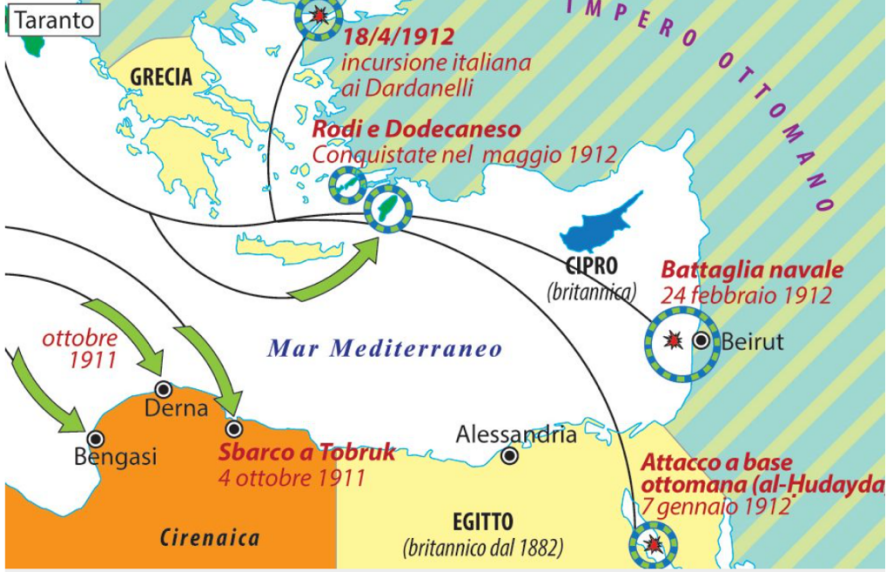 Taranto
IMPERO OTTOMANO
18/4/1912
incursione italiana
ai Dardanelli
GRECIA
Rodi e Dodecaneso
Conquistate nel maggio 1912
CIPRO
(britannica)
Battaglia navale
24 febbraio 1912
ottobre
1911
Mar Mediterraneo
Beirut
Derna
Bengasi
Sbarco a Tobruk
4 ottobre 1911
Alessandria
Attacco a base
ottomana (al-Ḥudayda
7 gennaio 1912
Cirenaica
EGITTO
(britannico dal 1882)